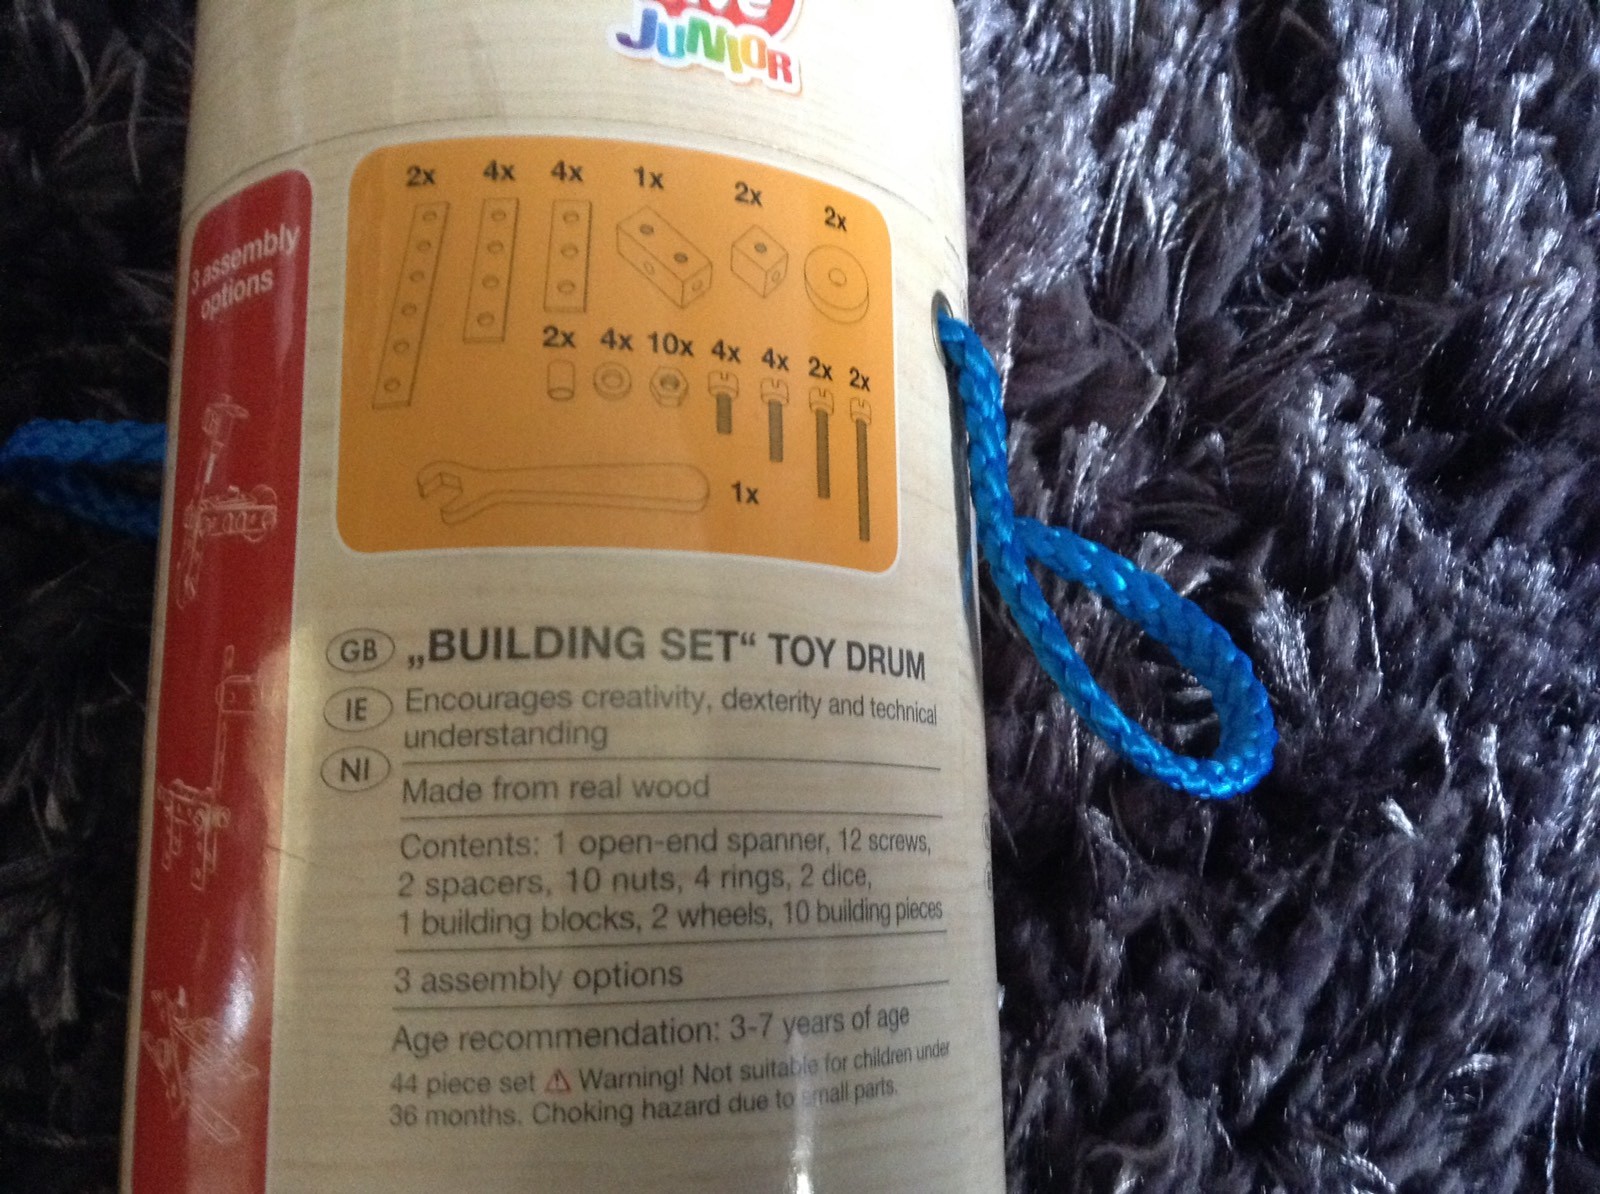 JUNIOR
3 assembly
options
2x 4x 4x 1x 2x 2x
2x 4x 10x 4x 4x 2x 2x
1x
GB „BUILDING SET“ TOY DRUM
IE Encourages creativity, dexterity and technical
understanding
NI
Made from real wood
Contents: 1 open-end spanner, 12 screws,
2 spacers, 10 nuts, 4 rings, 2 dice,
1 building blocks, 2 wheels, 10 building pieces
3 assembly options
Age recommendation: 3-7 years of age
44 piece set ⚠ Warning! Not suitable for children under
36 months. Choking hazard due to small parts.